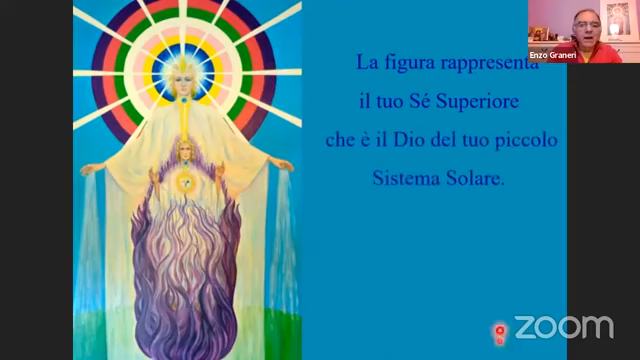 Enzo Graneri
La figura rappresenta
il tuo Sé Superiore
che è il Dio del tuo piccolo
Sistema Solare.
zoom